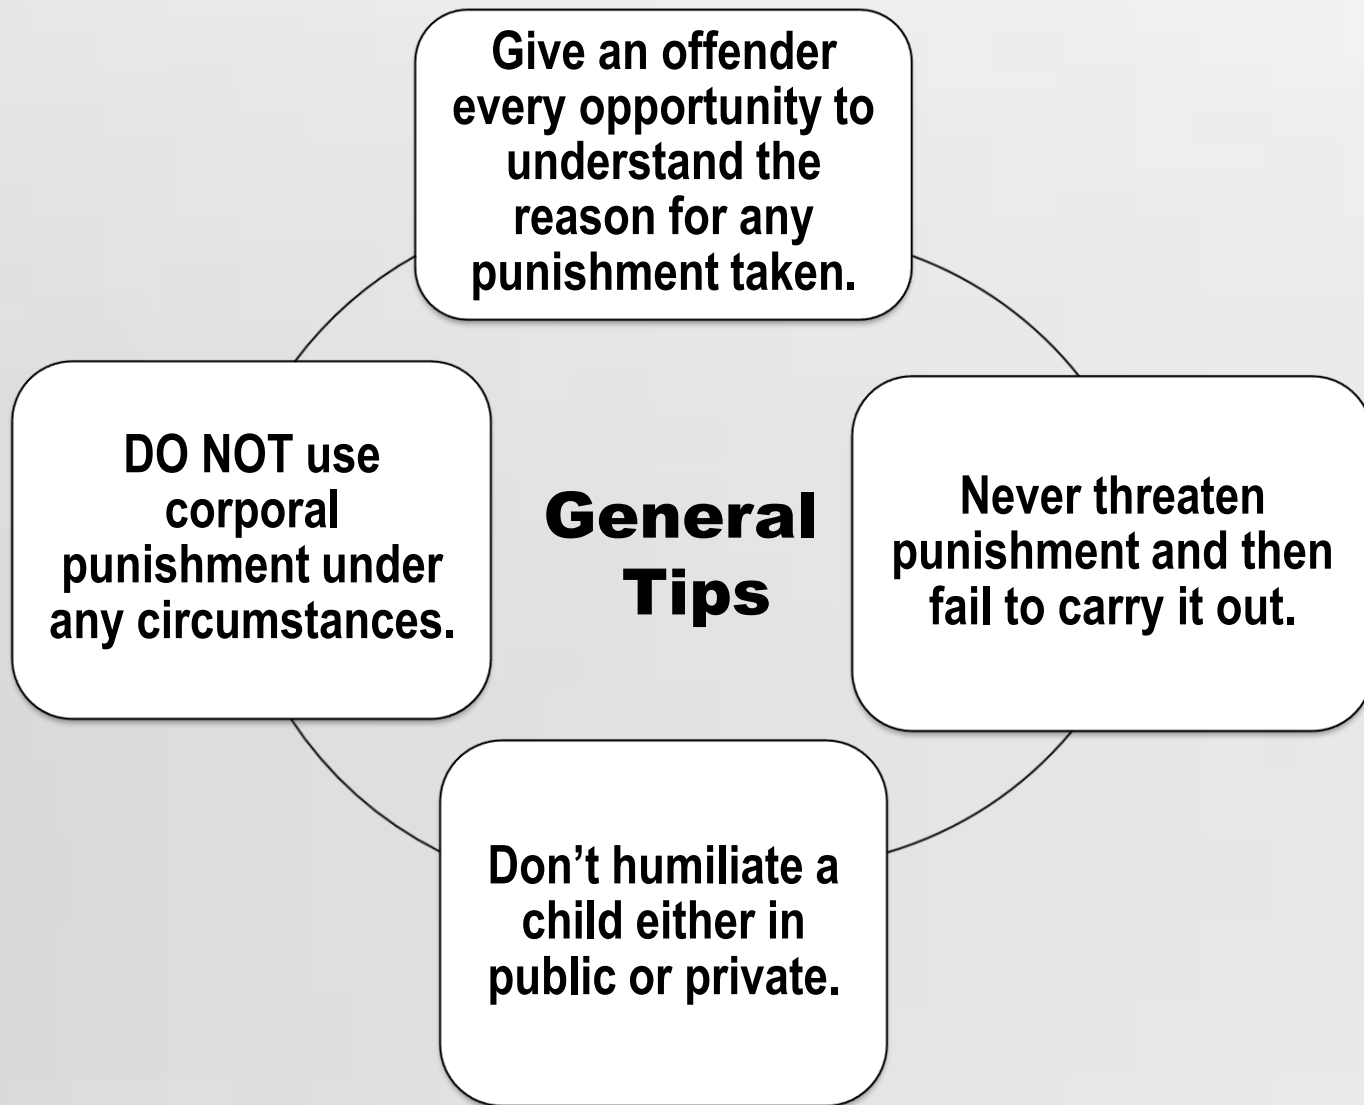 Give an offender
every opportunity to
understand the
reason for any
punishment taken.
DO NOT use
corporal
punishment under
any circumstances.
General
Tips
Never threaten
punishment and then
fail to carry it out.
Don’t humiliate a
child either in
public or private.